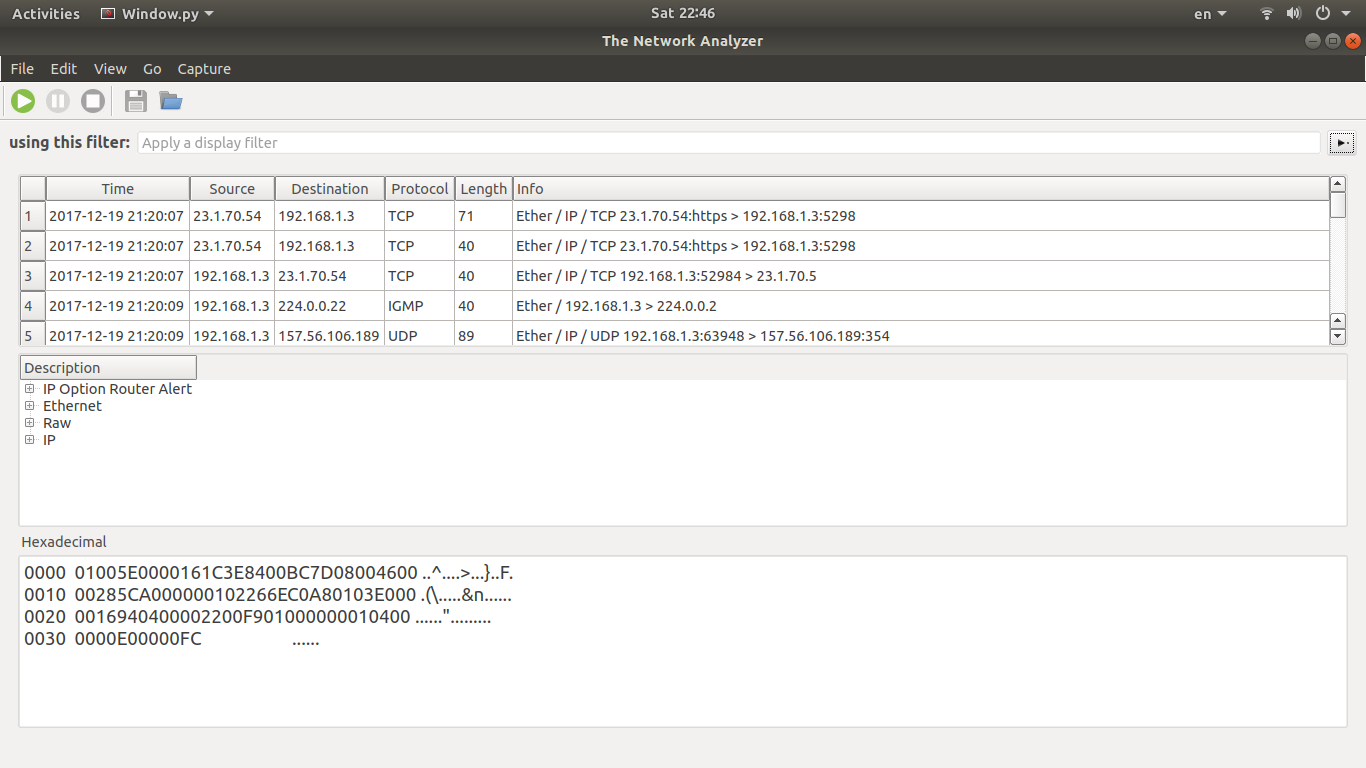 Activities Window.py Sat 22:46 en
The Network Analyzer
File Edit View Go Capture
using this filter: Apply a display filter
Time Source Destination Protocol Length Info
1 2017-12-19 21:20:07 23.1.70.54 192.168.1.3 TCP 71 Ether / IP / TCP 23.1.70.54:https > 192.168.1.3:5298
2 2017-12-19 21:20:07 23.1.70.54 192.168.1.3 TCP 40 Ether / IP / TCP 23.1.70.54:https > 192.168.1.3:5298
3 2017-12-19 21:20:07 192.168.1.3 23.1.70.54 TCP 40 Ether / IP / TCP 192.168.1.3:52984 > 23.1.70.5
4 2017-12-19 21:20:09 192.168.1.3 224.0.0.22 IGMP 40 Ether / 192.168.1.3 > 224.0.0.2
5 2017-12-19 21:20:09 192.168.1.3 157.56.106.189 UDP 89 Ether / IP / UDP 192.168.1.3:63948 > 157.56.106.189:354
Description
IP Option Router Alert
Ethernet
Raw
IP
Hexadecimal
0000 01005E0000161C3E8400BC7D08004600 ..^....>...}..F.
0010 00285CA000000102266EC0A80103E000 .(\.....&n......
0020 00169404000002200F901000000010400 ......".........
0030 0000E00000FC ......